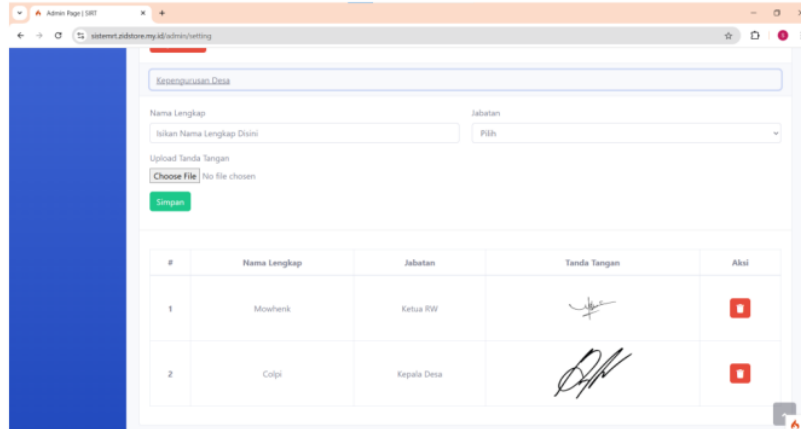 Admin Page | SIRT
sistemrt.zidstore.my.id/admin/setting
Kepengurusan Desa
Nama Lengkap
Jabatan
Isikan Nama Lengkap Disini
Pilih
Upload Tanda Tangan
Choose File No file chosen
Simpan
# Nama Lengkap Jabatan Tanda Tangan Aksi
1 Mowhenk Ketua RW
2 Colpi Kepala Desa